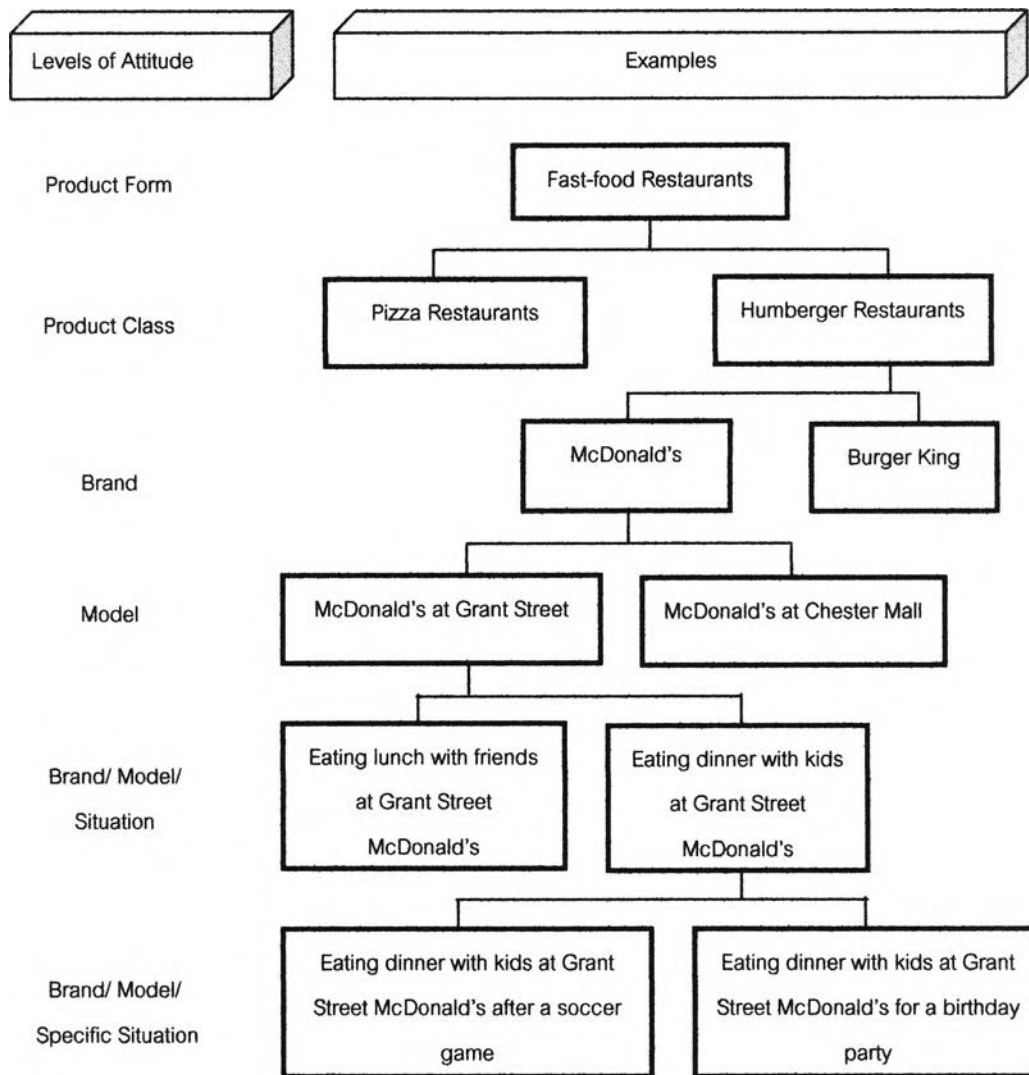 Levels of Attitude
Examples
Product Form
Fast-food Restaurants
Product Class
Pizza Restaurants
Humberger Restaurants
Brand
McDonald's
Burger King
Model
McDonald's at Grant Street
McDonald's at Chester Mall
Brand/ Model/
Situation
Eating lunch with friends
at Grant Street
McDonald's
Eating dinner with kids
at Grant Street
McDonald's
Brand/ Model/
Specific Situation
Eating dinner with kids at Grant
Street McDonald's after a soccer
game
Eating dinner with kids at Grant
Street McDonald's for a birthday
party